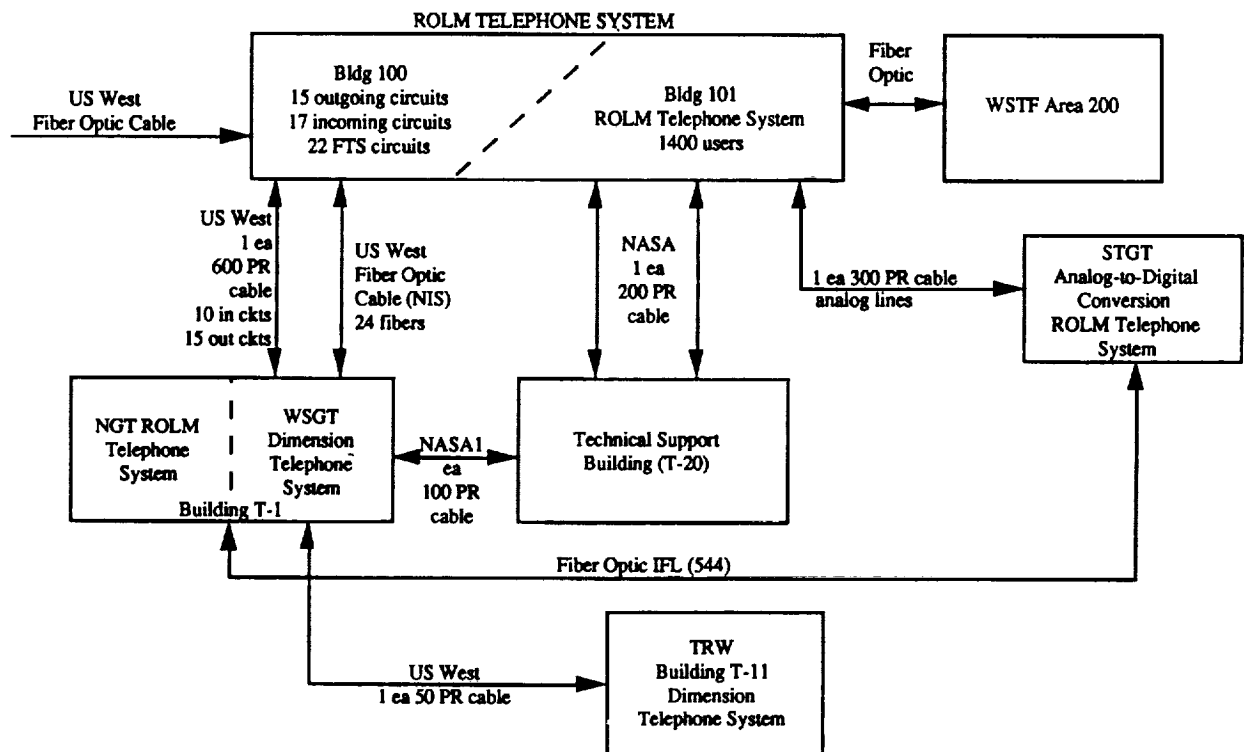 ROLM TELEPHONE SYSTEM
US West
Fiber Optic Cable
Bldg 100
15 outgoing circuits
17 incoming circuits
22 FTS circuits
Bldg 101
ROLM Telephone System
1400 users
Fiber
Optic
WSTF Area 200
US West
1 ea
600 PR
cable
10 in ckts
15 out ckts
US West
Fiber Optic
Cable (NIS)
24 fibers
NASA
1 ea
200 PR
cable
1 ea 300 PR cable
analog lines
STGT
Analog-to-Digital
Conversion
ROLM Telephone
System
NGT ROLM
Telephone
System
WSGT
Dimension
Telephone
System
Building T-1
NASA1
ea
100 PR
cable
Technical Support
Building (T-20)
Fiber Optic IFL (544)
US West
1 ea 50 PR cable
TRW
Building T-11
Dimension
Telephone System